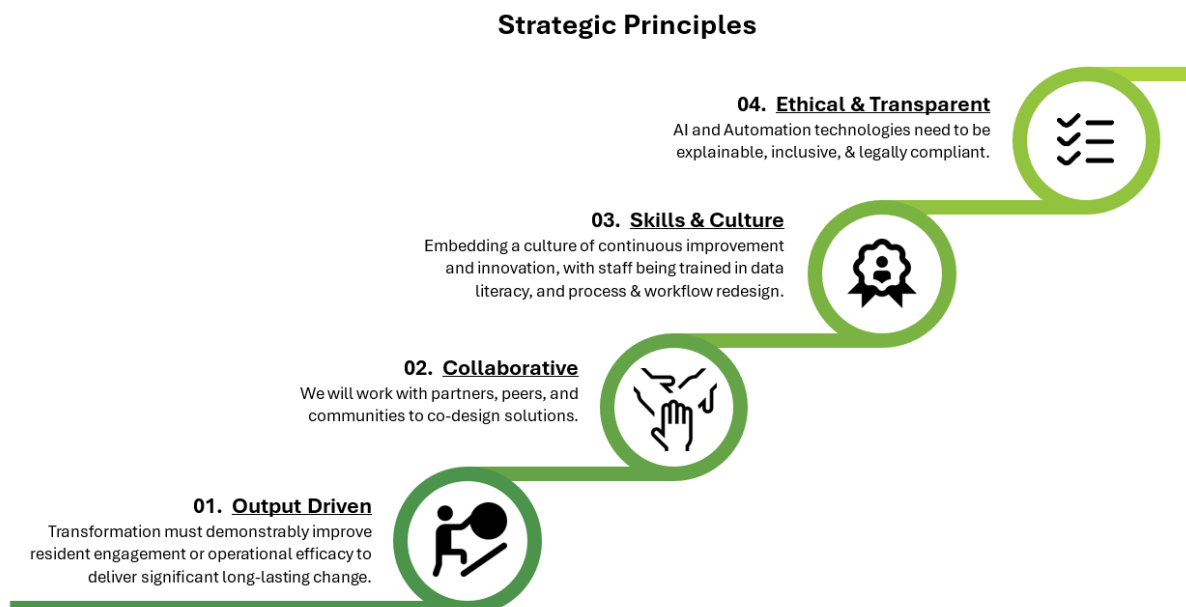 Strategic Principles
04. Ethical & Transparent
AI and Automation technologies need to be
explainable, inclusive, & legally compliant.
03. Skills & Culture
Embedding a culture of continuous improvement
and innovation, with staff being trained in data
literacy, and process & workflow redesign.
02. Collaborative
We will work with partners, peers, and
communities to co-design solutions.
01. Output Driven
Transformation must demonstrably improve
resident engagement or operational efficacy to
deliver significant long-lasting change.